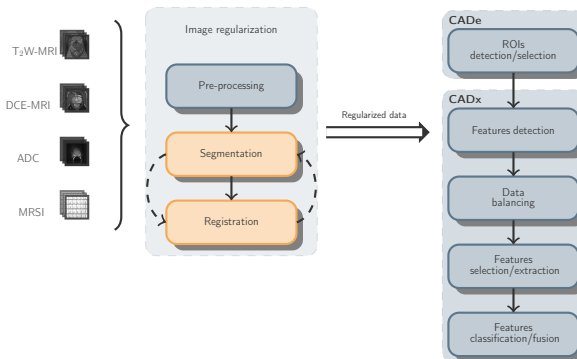 T₂W-MRI
DCE-MRI
ADC
MRSI
Image regularization
Pre-processing
Segmentation
Registration
Regularized data
CADe
ROIs
detection/selection
CADx
Features detection
Data
balancing
Features
selection/extraction
Features
classification/fusion